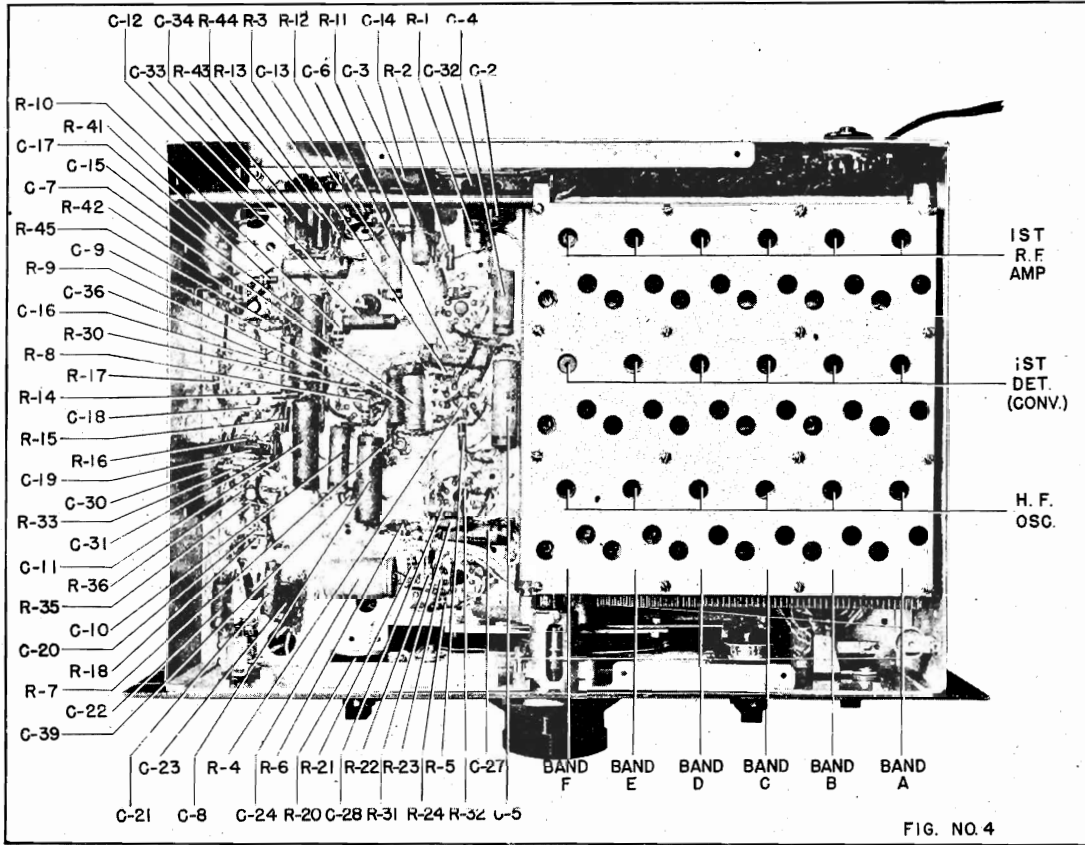 C-12 C-34 R-44 R-3 R-12 R-11 C-14 R-1 C-4
C-33 R-43 R-13 C-13 C-6 C-3 R-2 C-32 C-2
R-10
R-41
C-17
C-15
C-7
R-42
R-45
C-9
R-9
C-36
C-16
R-30
R-8
R-17
R-14
C-18
R-15
R-16
C-19
C-30
R-33
C-31
C-11
R-36
R-35
C-10
C-20
R-18
R-7
C-22
C-39
1ST
R.F.
AMP
1ST
DET.
(CONV.)
H. F.
OSC.
C-23 R-4 R-6 R-21 R-22 R-23 R-5 C-27
C-21 C-8 C-24 R-20 C-28 R-31 R-24 R-32 C-5
BAND BAND BAND BAND BAND BAND
F E D C B A
FIG. NO. 4